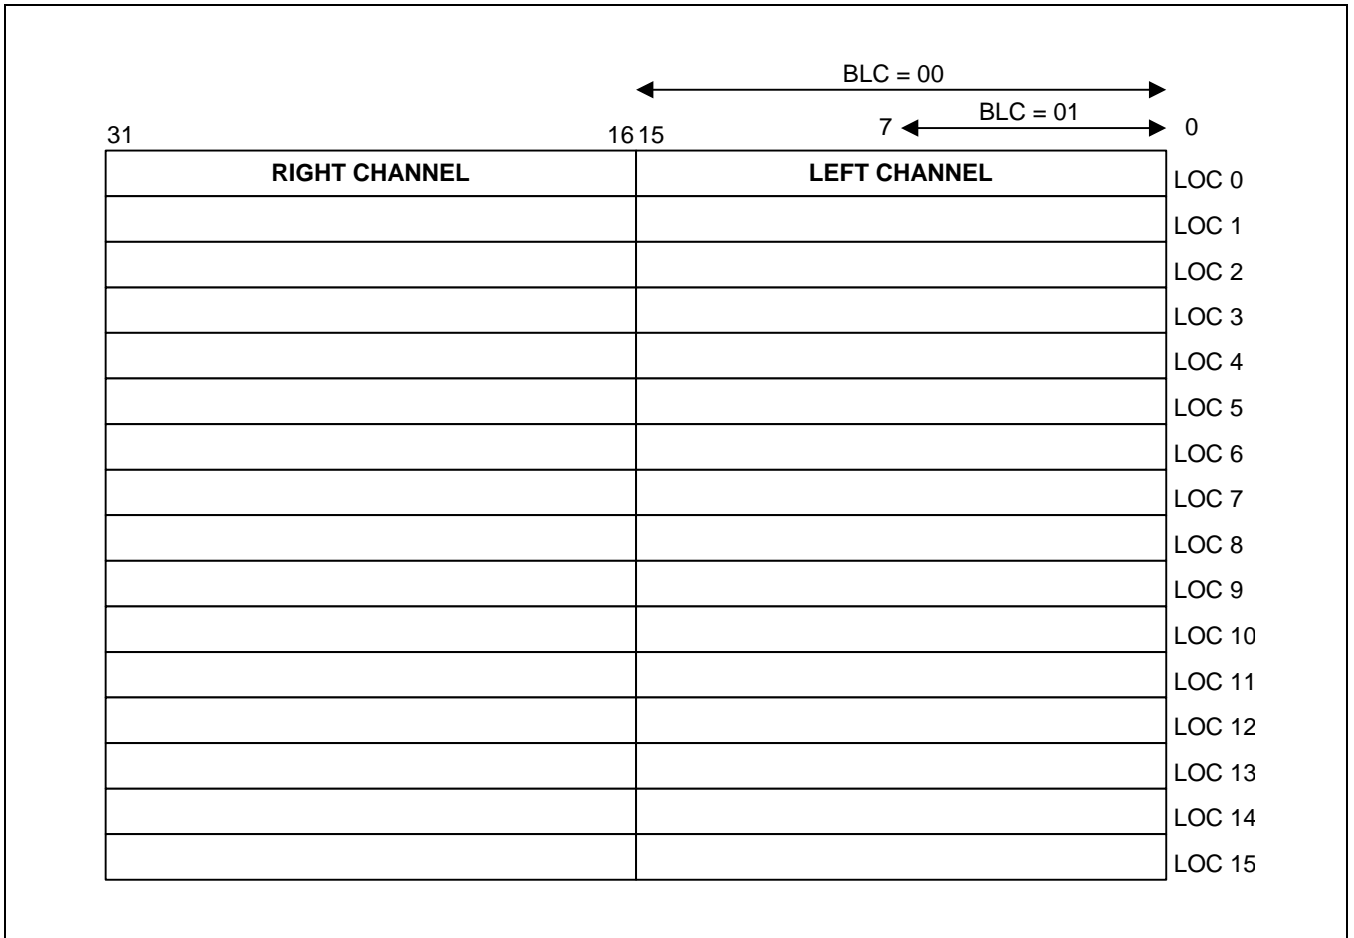 BLC = 00
BLC = 01
31 16 15 7 0
RIGHT CHANNEL LEFT CHANNEL LOC 0
LOC 1
LOC 2
LOC 3
LOC 4
LOC 5
LOC 6
LOC 7
LOC 8
LOC 9
LOC 10
LOC 11
LOC 12
LOC 13
LOC 14
LOC 15